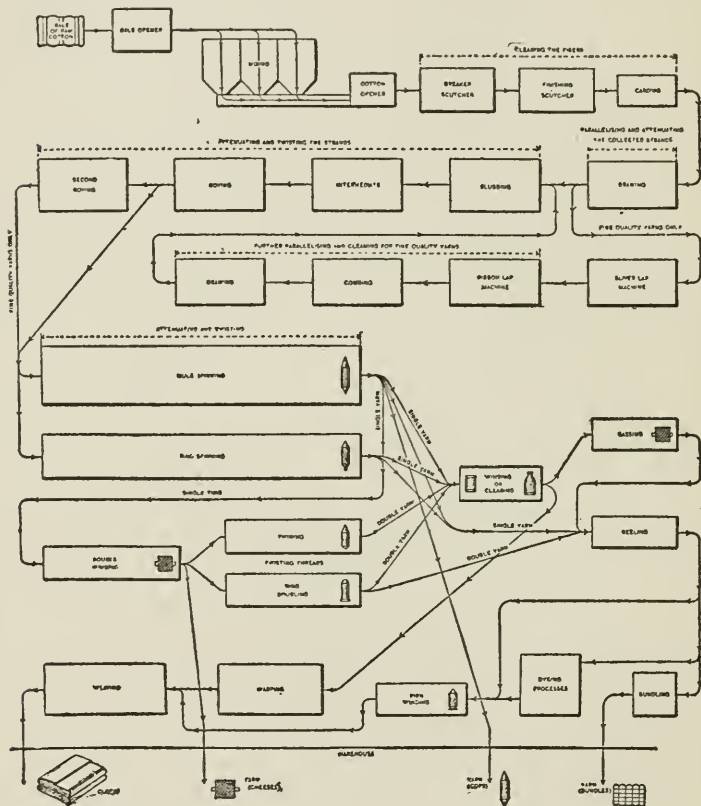 BALE
OF RAW
COTTON
BALE OPENER
MIXING
COTTON
OPENER
CLEANING THE FIBERS
BREAKER
SCUTCHER
FINISHING
SCUTCHER
CARDING
PARALLELISING AND ATTENUATING
THE COLLECTED STRANDS
DRAWING
ATTENUATING AND TWISTING THE STRANDS
SECOND
ROVING
ROVING
INTERMEDIATE
SLUBBING
FINE QUALITY YARNS ONLY
FINE QUALITY YARNS ONLY
FURTHER PARALLELISING AND CLEANING FOR FINE QUALITY YARNS
DRAWING
COMBING
RIBBON LAP
MACHINE
SLIVER LAP
MACHINE
ATTENUATING AND TWISTING
MULE SPINNING
RING SPINNING
SINGLE YARN
SINGLE YARN
SINGLE YARN
SINGLE YARN
WINDING
OR
CLEARING
GASSING
DOUBLE
WINDING
TWINING
TWISTING THREADS
RING
DOUBLING
DOUBLE YARN
DOUBLE YARN
SINGLE YARN
DOUBLE YARN
REELING
WEAVING
WARPING
PIRN
WINDING
DYEING
PROCESSES
BUNDLING
WAREHOUSE
CLOTH
YARN
(CHEESES)
YARN
(COPS)
YARN
(BUNDLES)